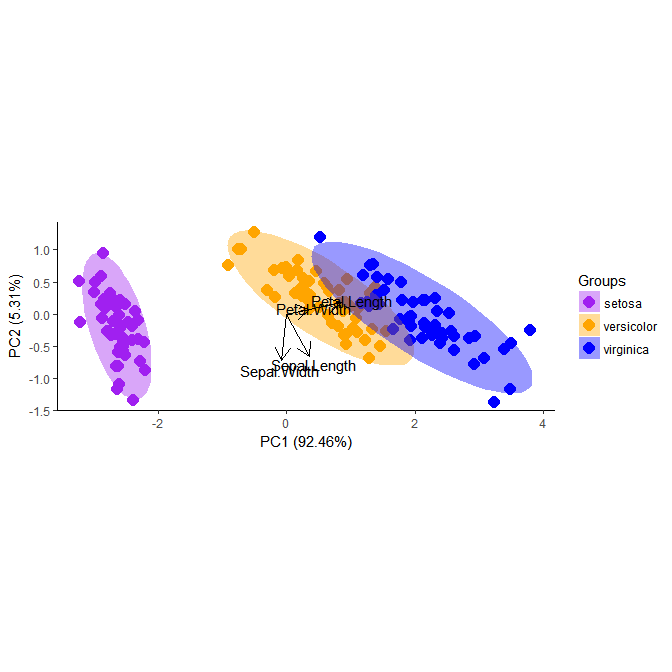 1.0
0.5
0.0
-0.5
-1.0
-1.5
PC2 (5.31%)
Petal.Length
Petal.Width
Sepal.Length
Sepal.Width
-2
0
2
4
PC1 (92.46%)
Groups
setosa
versicolor
virginica